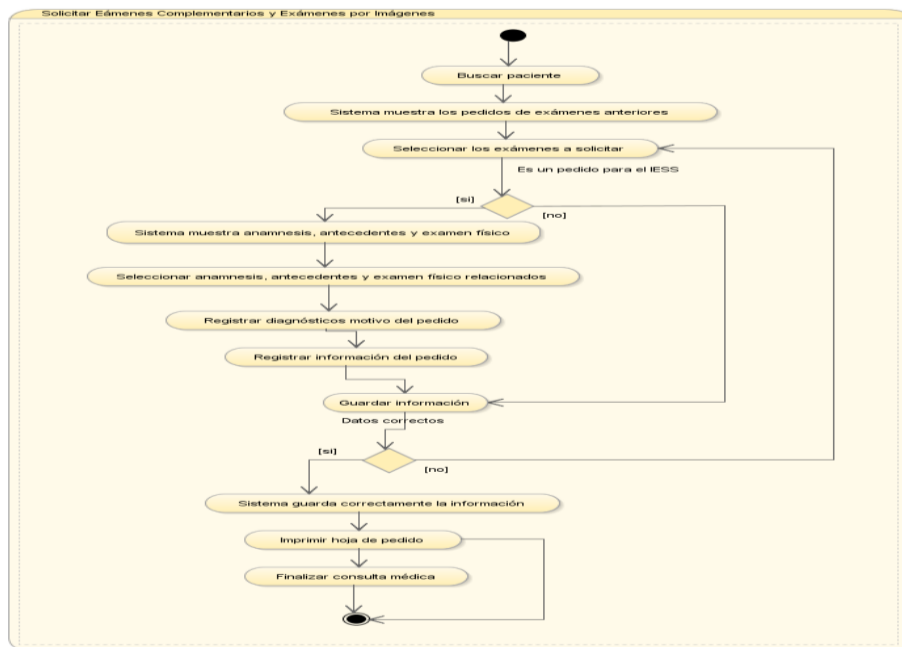 Solicitar Eámenes Complementarios y Exámenes por Imágenes
Buscar paciente
Sistema muestra los pedidos de exámenes anteriores
Seleccionar los exámenes a solicitar
Es un pedido para el IESS
[si]
[no]
Sistema muestra anamnesis, antecedentes y examen físico
Seleccionar anamnesis, antecedentes y examen físico relacionados
Registrar diagnósticos motivo del pedido
Registrar información del pedido
Guardar información
Datos correctos
[si]
[no]
Sistema guarda correctamente la información
Imprimir hoja de pedido
Finalizar consulta médica